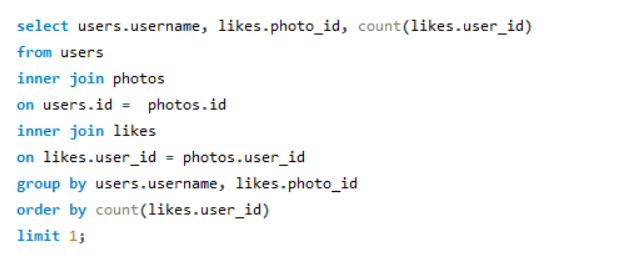 select users.username, likes.photo_id, count(likes.user_id)
from users
inner join photos
on users.id =  photos.id
inner join likes
on likes.user_id = photos.user_id
group by users.username, likes.photo_id
order by count(likes.user_id)
limit 1;